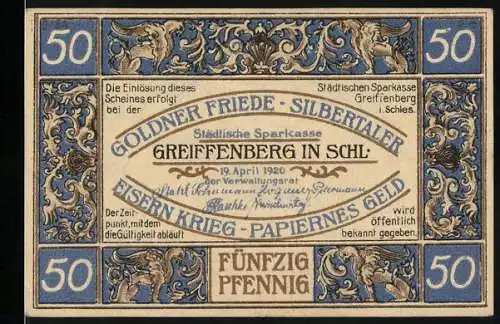 50 50
Die Einlösung dieses Städtischen Sparkasse
Scheines erfolgt Greiffenberg
bei der i. Schles.
GOLDNER FRIEDE - SILBERTALER
Städtische Sparkasse
GREIFFENBERG IN SCHL.
19. April 1920
Der Verwaltungsrat
EISERN KRIEG - PAPIERNES GELD
Der Zeit- wird
punkt, mit dem öffentlich
die Gültigkeit abläuft bekannt gegeben.
50 FÜNFZIG 50
PFENNIG